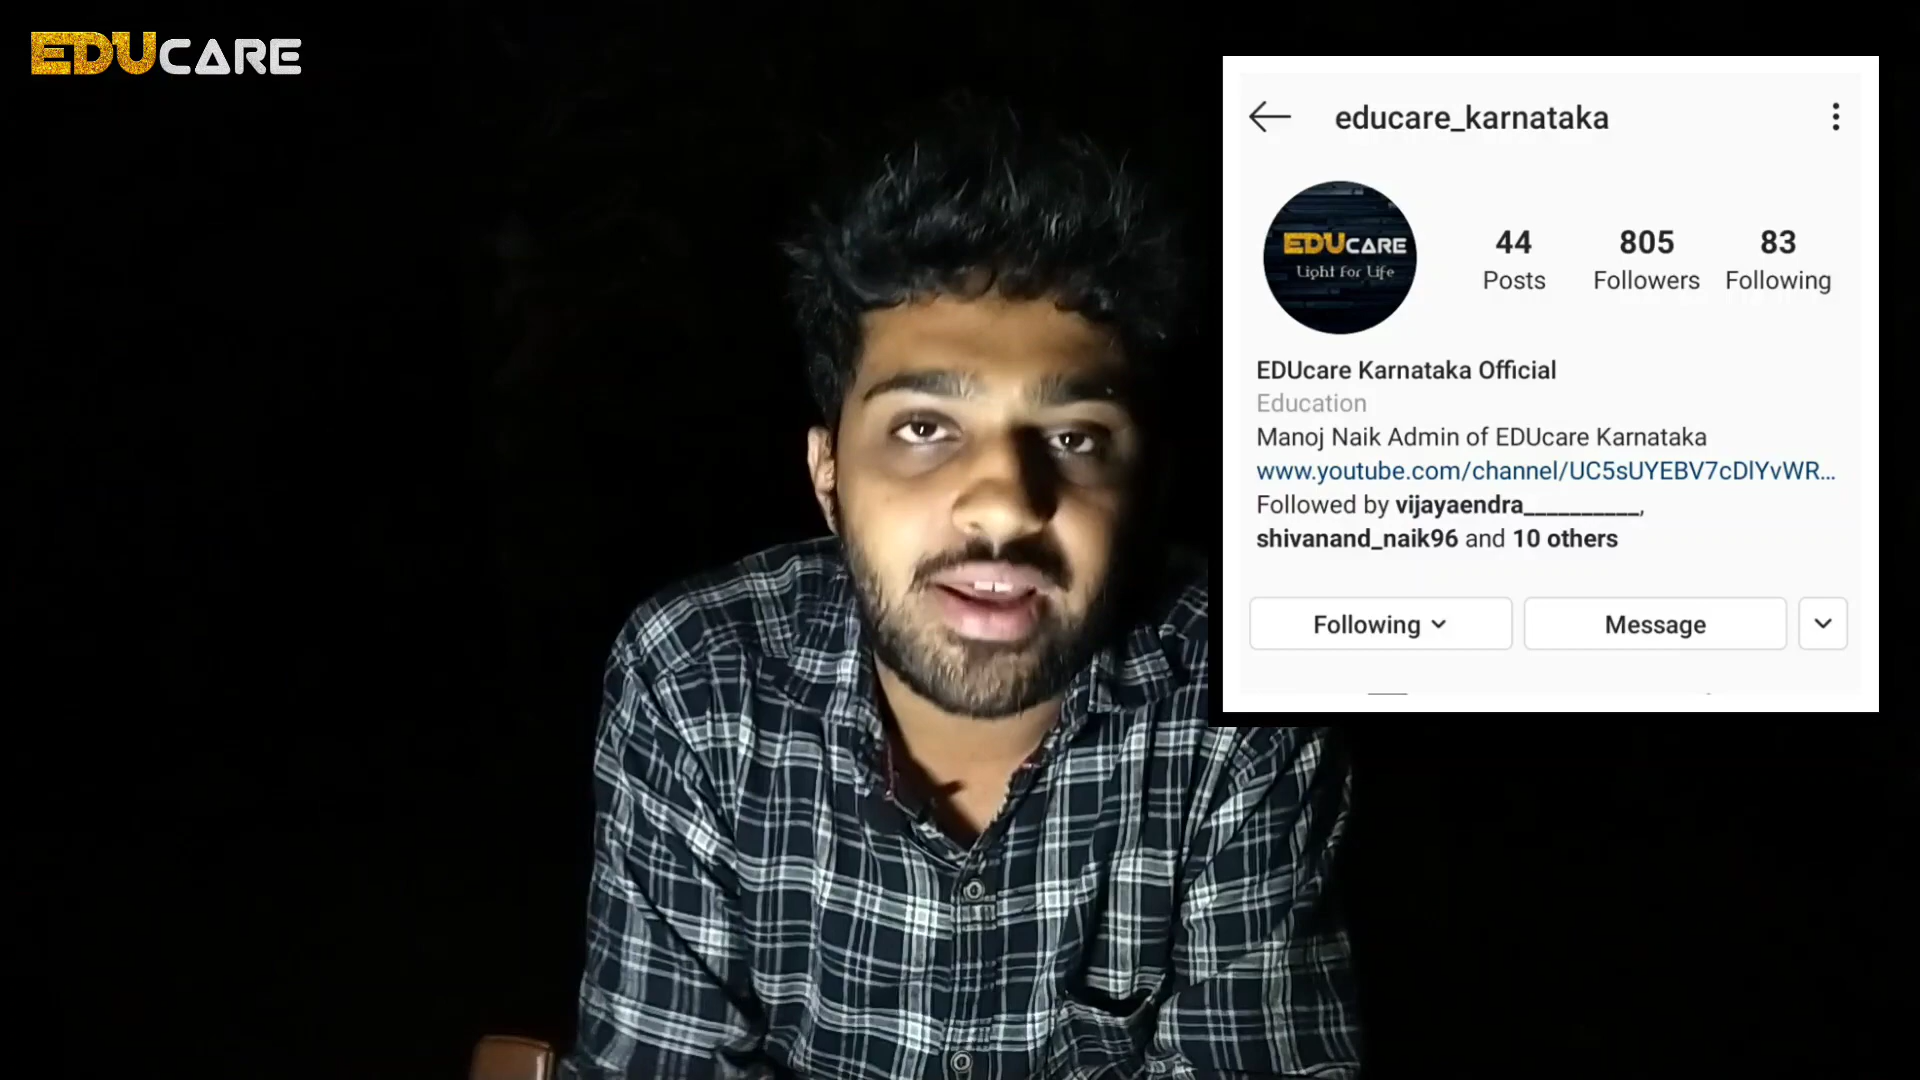 EDUCARE
educare_karnataka
EDUCARE
Light for Life
44 805 83
Posts Followers Following
EDUcare Karnataka Official
Education
Manoj Naik Admin of EDUcare Karnataka
www.youtube.com/channel/UC5sUYEBV7cDlYvWR...
Followed by vijayaendra__________,
shivanand_naik96 and 10 others
Following Message